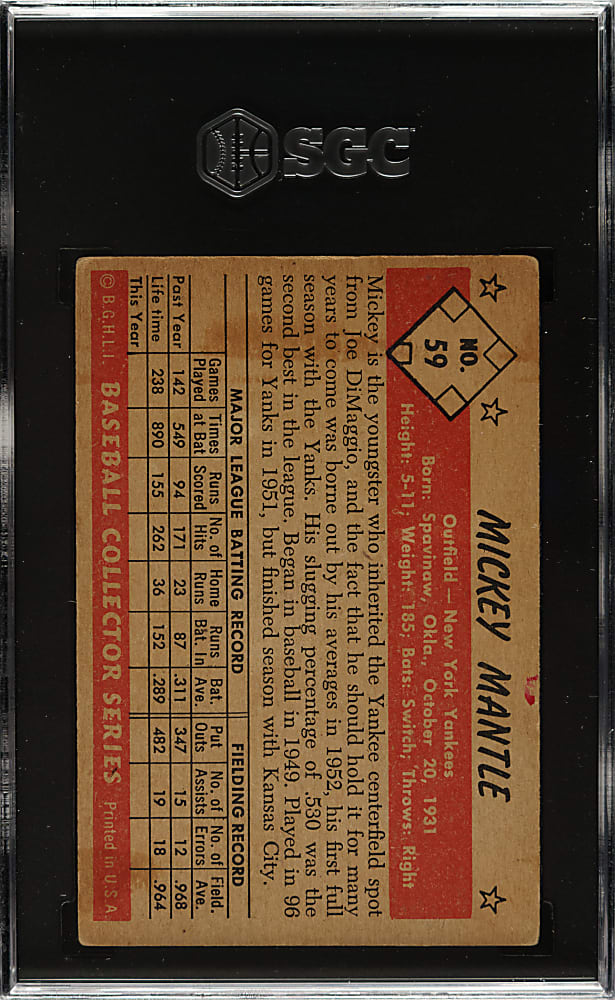 SGC
NO.
59
MICKEY MANTLE
Outfield — New York Yankees
Born: Spavinaw, Okla., October 20, 1931
Height: 5-11; Weight: 185; Bats: Switch; Throws: Right
Mickey is the youngster who inherited the Yankee centerfield spot
from Joe DiMaggio, and the fact that he should hold it for many
years to come was borne out by his averages in 1952, his first full
season with the Yanks. His slugging percentage of .530 was the
second best in the league. Began in baseball in 1949. Played in 96
games for Yanks in 1951, but finished season with Kansas City.
MAJOR LEAGUE BATTING RECORD FIELDING RECORD
Games Times Runs No. of Home Runs Bat. Put No. of No. of Field.
Played at Bat Scored Hits Runs Bat. In Ave. Outs Assists Errors Ave.
Past Year 142 549 94 171 23 87 .311 347 15 12 .968
Life time 238 890 155 262 36 152 .289 482 19 18 .964
This Year
© B.G.H.L.I. BASEBALL COLLECTOR SERIES Printed in U.S.A.